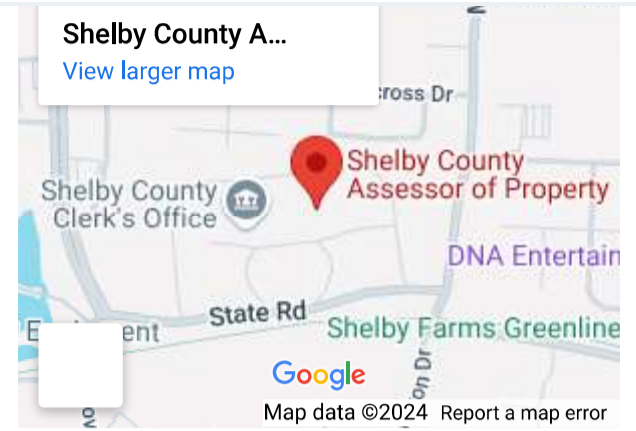 Shelby County A...
View larger map
cross Dr
Shelby County
Assessor of Property
Shelby County
Clerk's Office
DNA Entertain
State Rd
Shelby Farms Greenline
Google
Map data ©2024 Report a map error